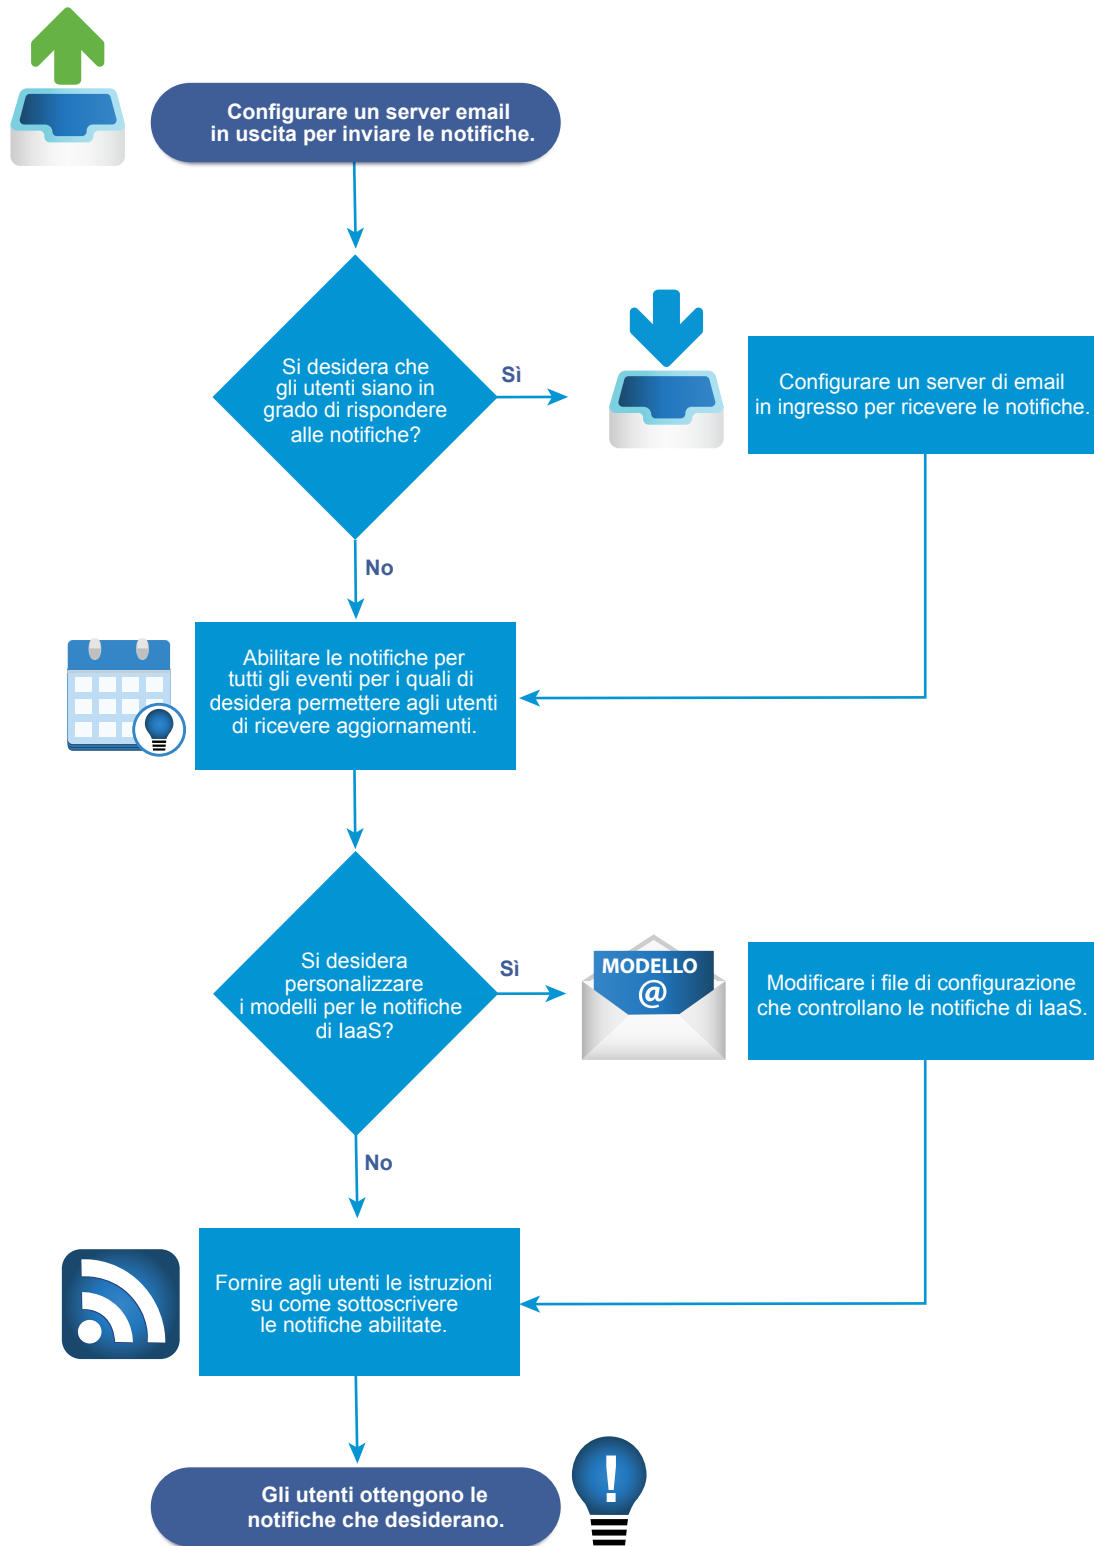 Configurare un server email
in uscita per inviare le notifiche.
Si desidera che
gli utenti siano in
grado di rispondere
alle notifiche?
Sì
Configurare un server di email
in ingresso per ricevere le notifiche.
No
Abilitare le notifiche per
tutti gli eventi per i quali di
desidera permettere agli utenti
di ricevere aggiornamenti.
Si desidera
personalizzare
i modelli per le notifiche
di IaaS?
Sì
MODELLO
@
Modificare i file di configurazione
che controllano le notifiche di IaaS.
No
Fornire agli utenti le istruzioni
su come sottoscrivere
le notifiche abilitate.
Gli utenti ottengono le
notifiche che desiderano.
!